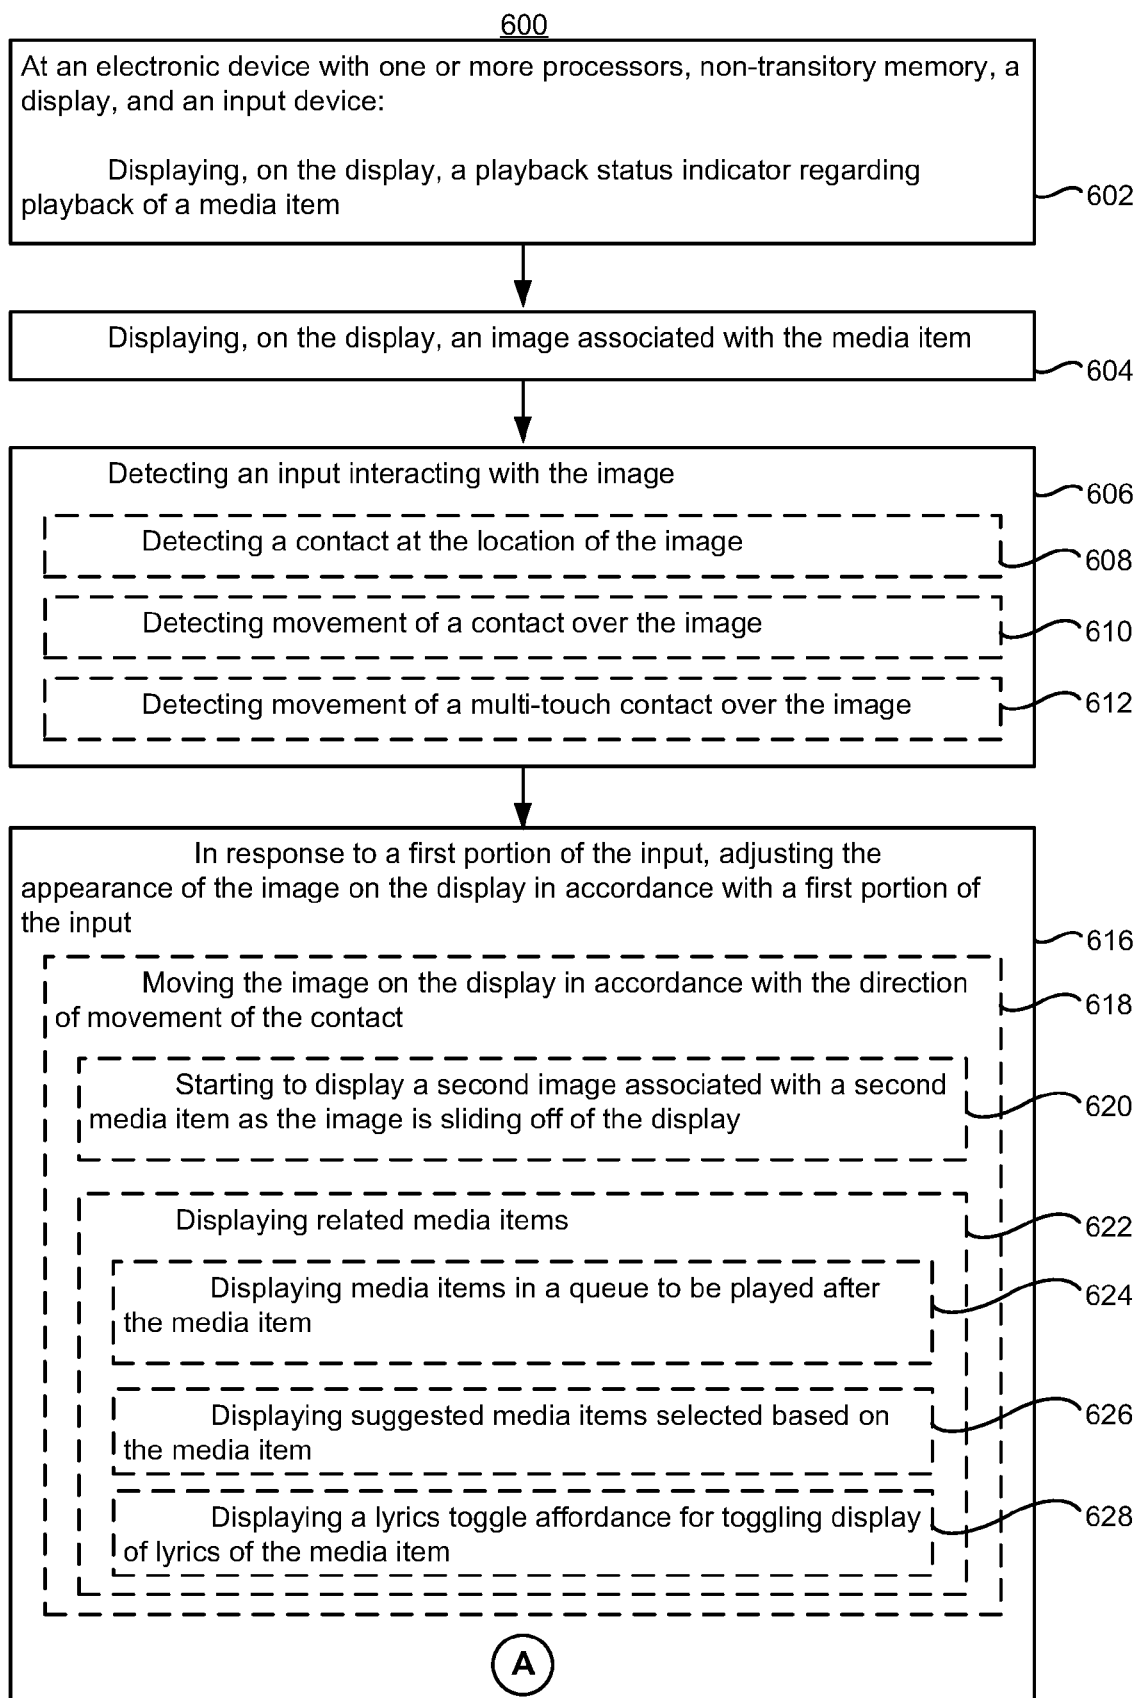 600
At an electronic device with one or more processors, non-transitory memory, a
display, and an input device:
Displaying, on the display, a playback status indicator regarding
playback of a media item
602
Displaying, on the display, an image associated with the media item
604
Detecting an input interacting with the image
606
Detecting a contact at the location of the image
608
Detecting movement of a contact over the image
610
Detecting movement of a multi-touch contact over the image
612
In response to a first portion of the input, adjusting the
appearance of the image on the display in accordance with a first portion of
the input
616
Moving the image on the display in accordance with the direction
of movement of the contact
618
Starting to display a second image associated with a second
media item as the image is sliding off of the display
620
Displaying related media items
622
Displaying media items in a queue to be played after
the media item
624
Displaying suggested media items selected based on
the media item
626
Displaying a lyrics toggle affordance for toggling display
of lyrics of the media item
628
A